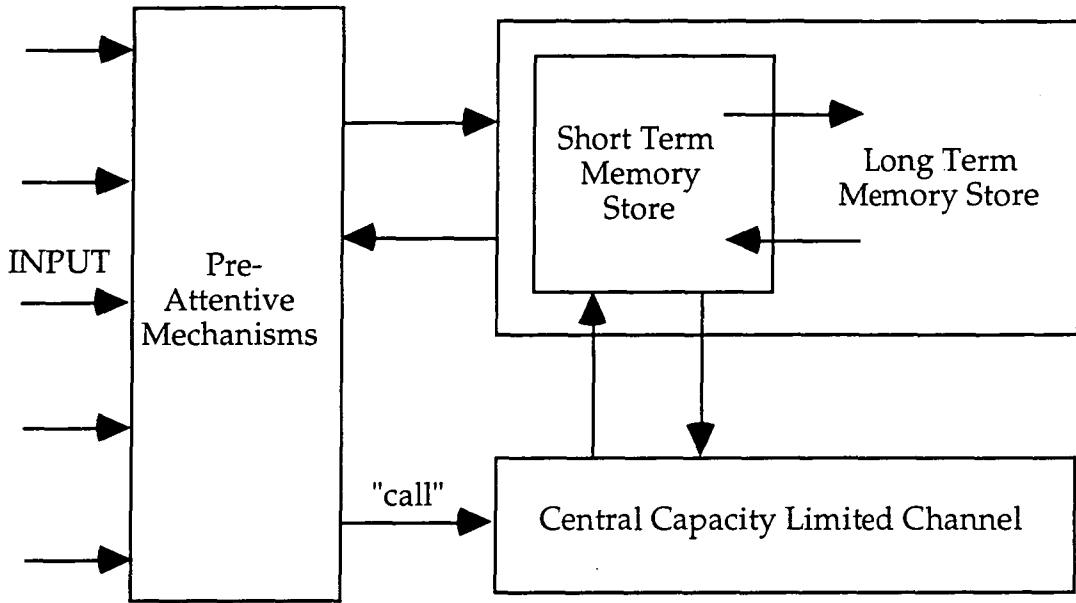 INPUT
Pre-
Attentive
Mechanisms
Short Term
Memory
Store
Long Term
Memory Store
"call"
Central Capacity Limited Channel